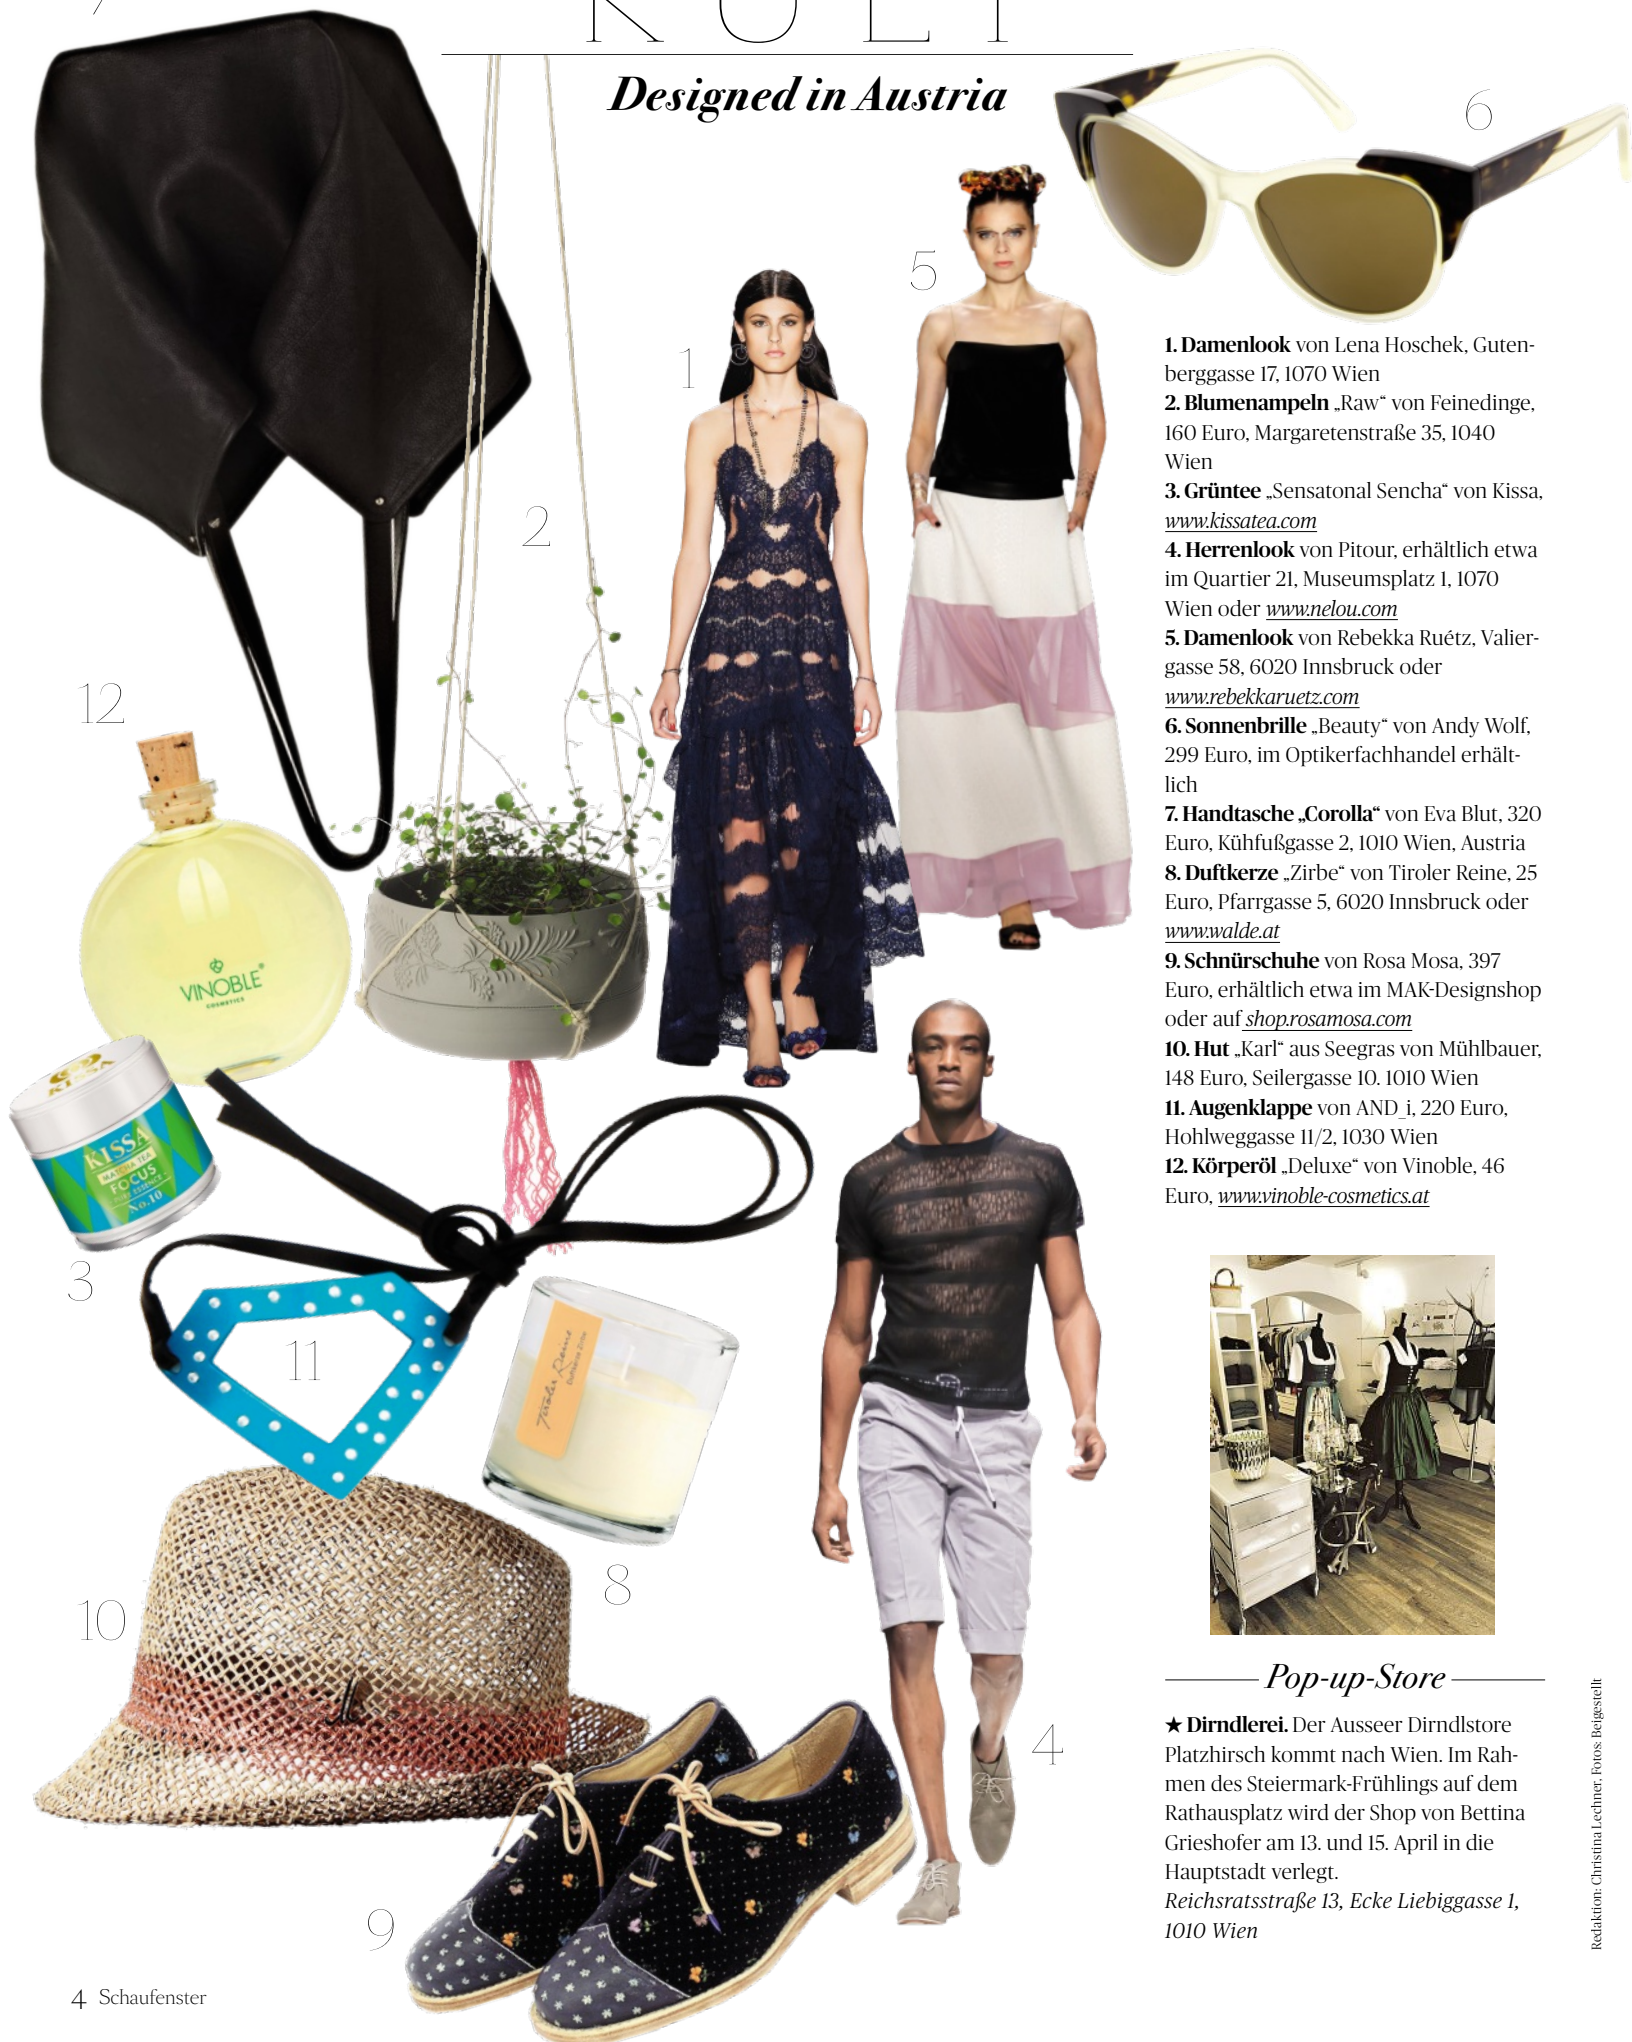 KULT
Designed in Austria
7
6
5
1
2
12
VINOBLE®
COSMETICS
KISSA
KISSA
MATCHA TEA
FOCUS
PURE ESSENCE
No.10
3
11
Tiroler Reine
8
10
4
9
1. Damenlook von Lena Hoschek, Guten-
berggasse 17, 1070 Wien
2. Blumenampeln „Raw“ von Feinedinge,
160 Euro, Margaretenstraße 35, 1040
Wien
3. Grüntee „Sensatonal Sencha“ von Kissa,
www.kissatea.com
4. Herrenlook von Pitour, erhältlich etwa
im Quartier 21, Museumsplatz 1, 1070
Wien oder www.nelou.com
5. Damenlook von Rebekka Ruétz, Valier-
gasse 58, 6020 Innsbruck oder
www.rebekkaruetz.com
6. Sonnenbrille „Beauty“ von Andy Wolf,
299 Euro, im Optikerfachhandel erhält-
lich
7. Handtasche „Corolla“ von Eva Blut, 320
Euro, Kühfußgasse 2, 1010 Wien, Austria
8. Duftkerze „Zirbe“ von Tiroler Reine, 25
Euro, Pfarrgasse 5, 6020 Innsbruck oder
www.walde.at
9. Schnürschuhe von Rosa Mosa, 397
Euro, erhältlich etwa im MAK-Designshop
oder auf shop.rosamosa.com
10. Hut „Karl“ aus Seegras von Mühlbauer,
148 Euro, Seilergasse 10. 1010 Wien
11. Augenklappe von AND_i, 220 Euro,
Hohlweggasse 11/2, 1030 Wien
12. Körperöl „Deluxe“ von Vinoble, 46
Euro, www.vinoble-cosmetics.at
Pop-up-Store
★ Dirndlerei. Der Ausseer Dirndlstore
Platzhirsch kommt nach Wien. Im Rah-
men des Steiermark-Frühlings auf dem
Rathausplatz wird der Shop von Bettina
Grieshofer am 13. und 15. April in die
Hauptstadt verlegt.
Reichsratsstraße 13, Ecke Liebiggasse 1,
1010 Wien
Redaktion: Christina Lechner. Fotos: Beigestellt
4 Schaufenster